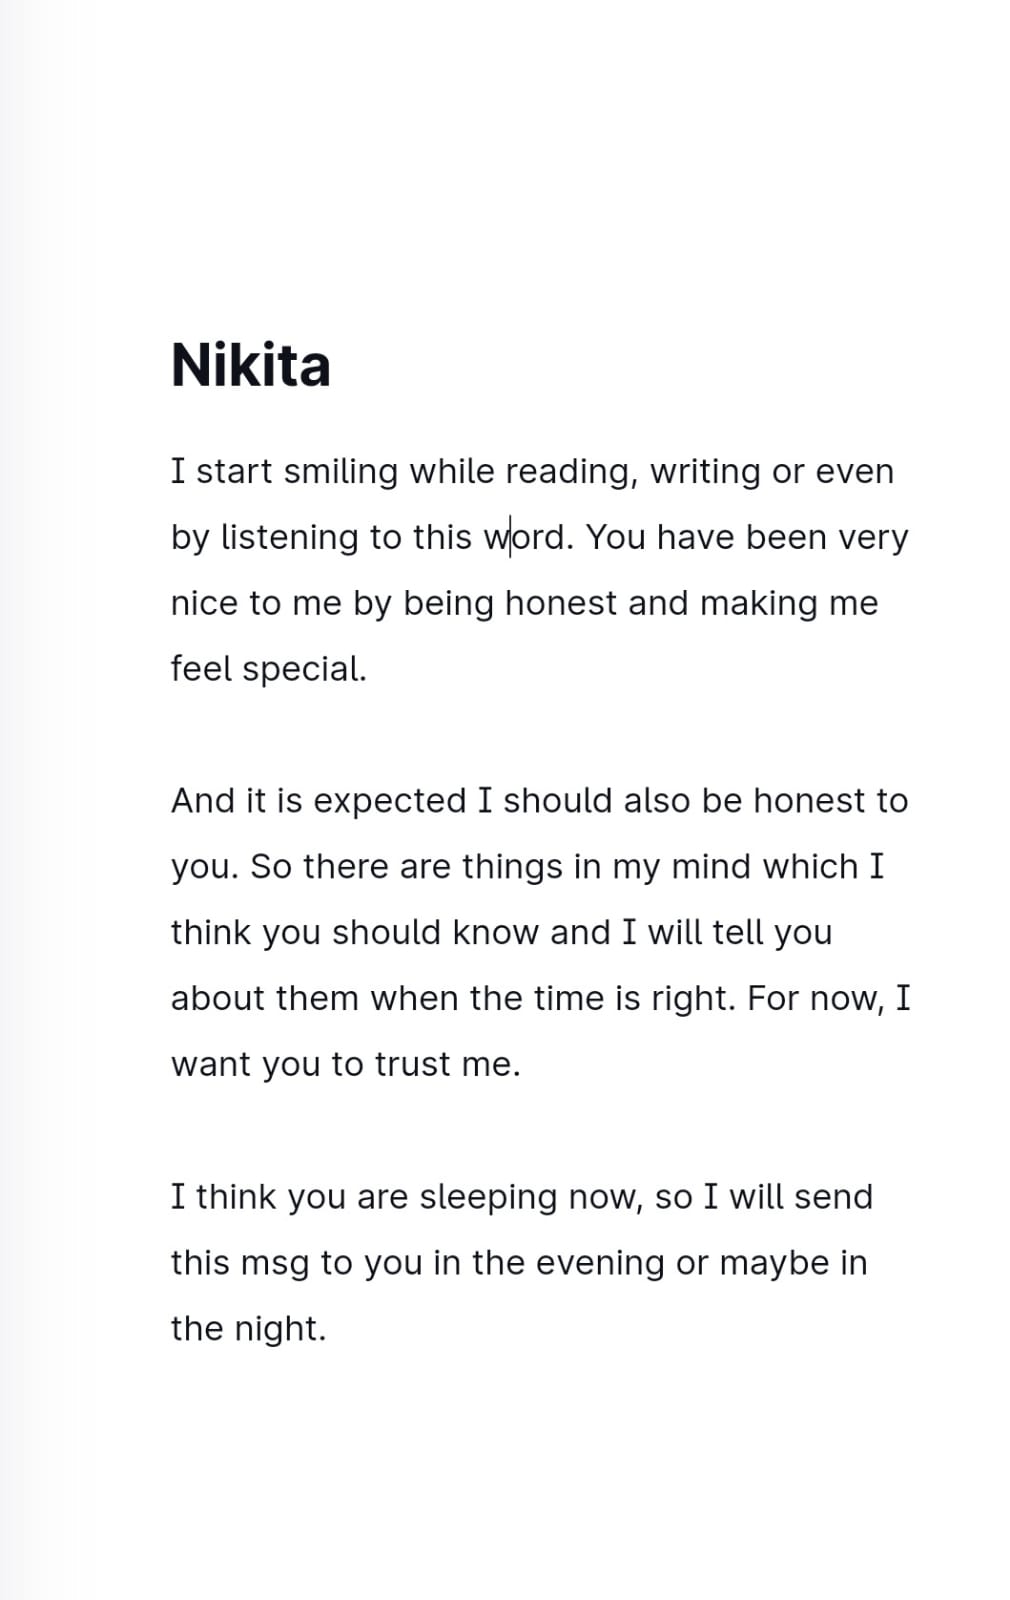 Nikita
I start smiling while reading, writing or even
by listening to this word. You have been very
nice to me by being honest and making me
feel special.
And it is expected I should also be honest to
you. So there are things in my mind which I
think you should know and I will tell you
about them when the time is right. For now, I
want you to trust me.
I think you are sleeping now, so I will send
this msg to you in the evening or maybe in
the night.